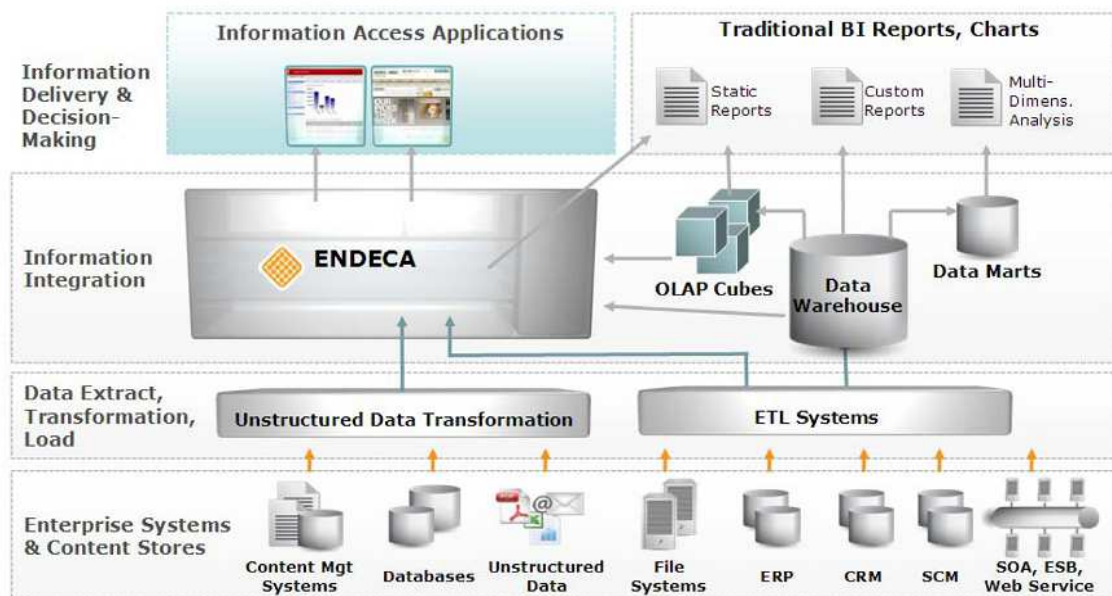 Information Access Applications
Traditional BI Reports, Charts
Information
Delivery &
Decision-
Making
Static
Reports
Custom
Reports
Multi-
Dimens.
Analysis
Information
Integration
ENDECA
OLAP Cubes
Data
Warehouse
Data Marts
Data Extract,
Transformation,
Load
Unstructured Data Transformation
ETL Systems
Enterprise Systems
& Content Stores
Content Mgt
Systems
Databases
@
Unstructured
Data
File
Systems
ERP
CRM
SCM
SOA, ESB,
Web Service